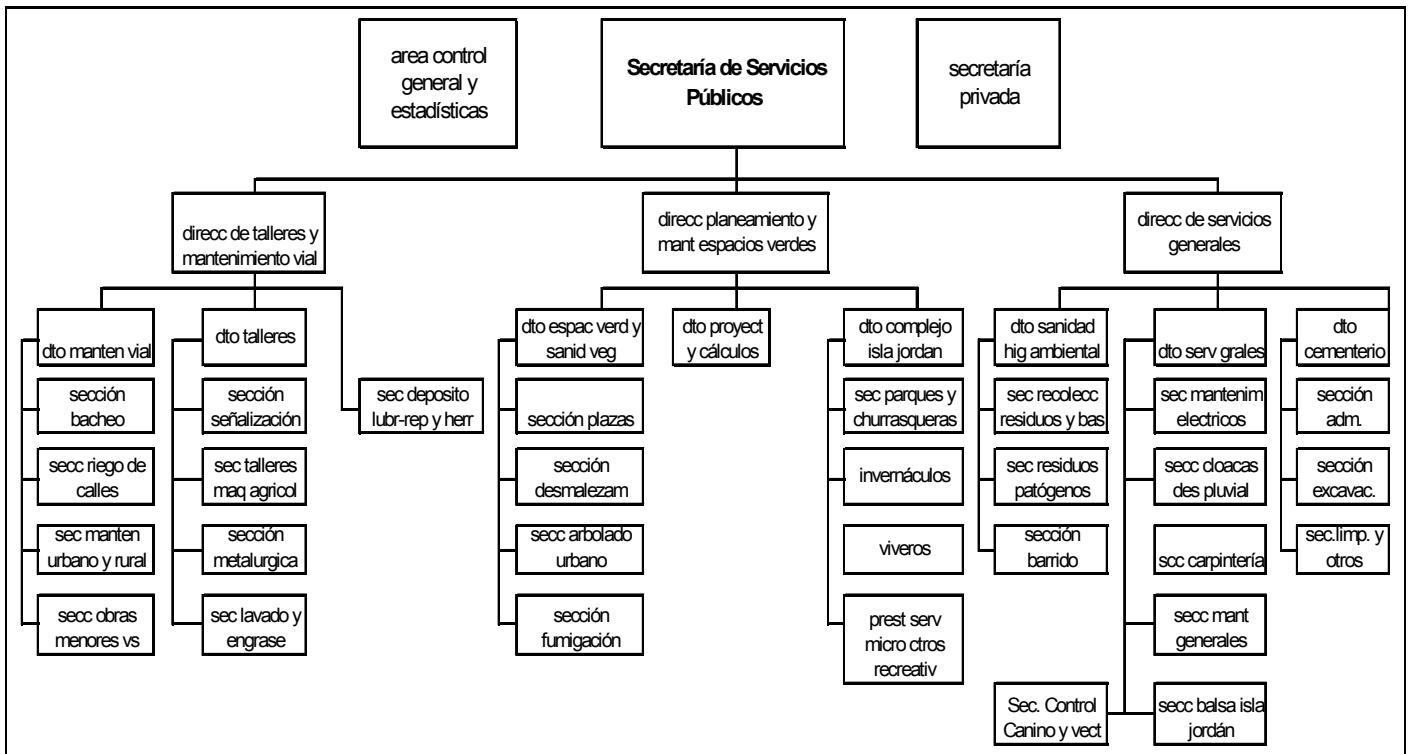 area control
general y
estadísticas
Secretaría de Servicios
Públicos
secretaría
privada
direcc de talleres y
mantenimiento vial
direcc planeamiento y
mant espacios verdes
direcc de servicios
generales
dto manten vial
dto talleres
dto espac verd y
sanid veg
dto proyect
y cálculos
dto complejo
isla jordan
dto sanidad
hig ambiental
dto serv grales
dto
cementerio
sección
bacheo
sección
señalización
sec deposito
lubr-rep y herr
sección plazas
sec parques y
churrasqueras
sec recolecc
residuos y bas
sec mantenim
electricos
sección
adm.
secc riego de
calles
sec talleres
maq agricol
sección
desmalezam
invernáculos
sec residuos
patógenos
secc cloacas
des pluvial
sección
excavac.
sec manten
urbano y rural
sección
metalurgica
secc arbolado
urbano
viveros
sección
barrido
scc carpintería
sec.limp. y
otros
secc obras
menores vs
sec lavado y
engrase
sección
fumigación
prest serv
micro ctros
recreativ
secc mant
generales
Sec. Control
Canino y vect
secc balsa isla
jordán